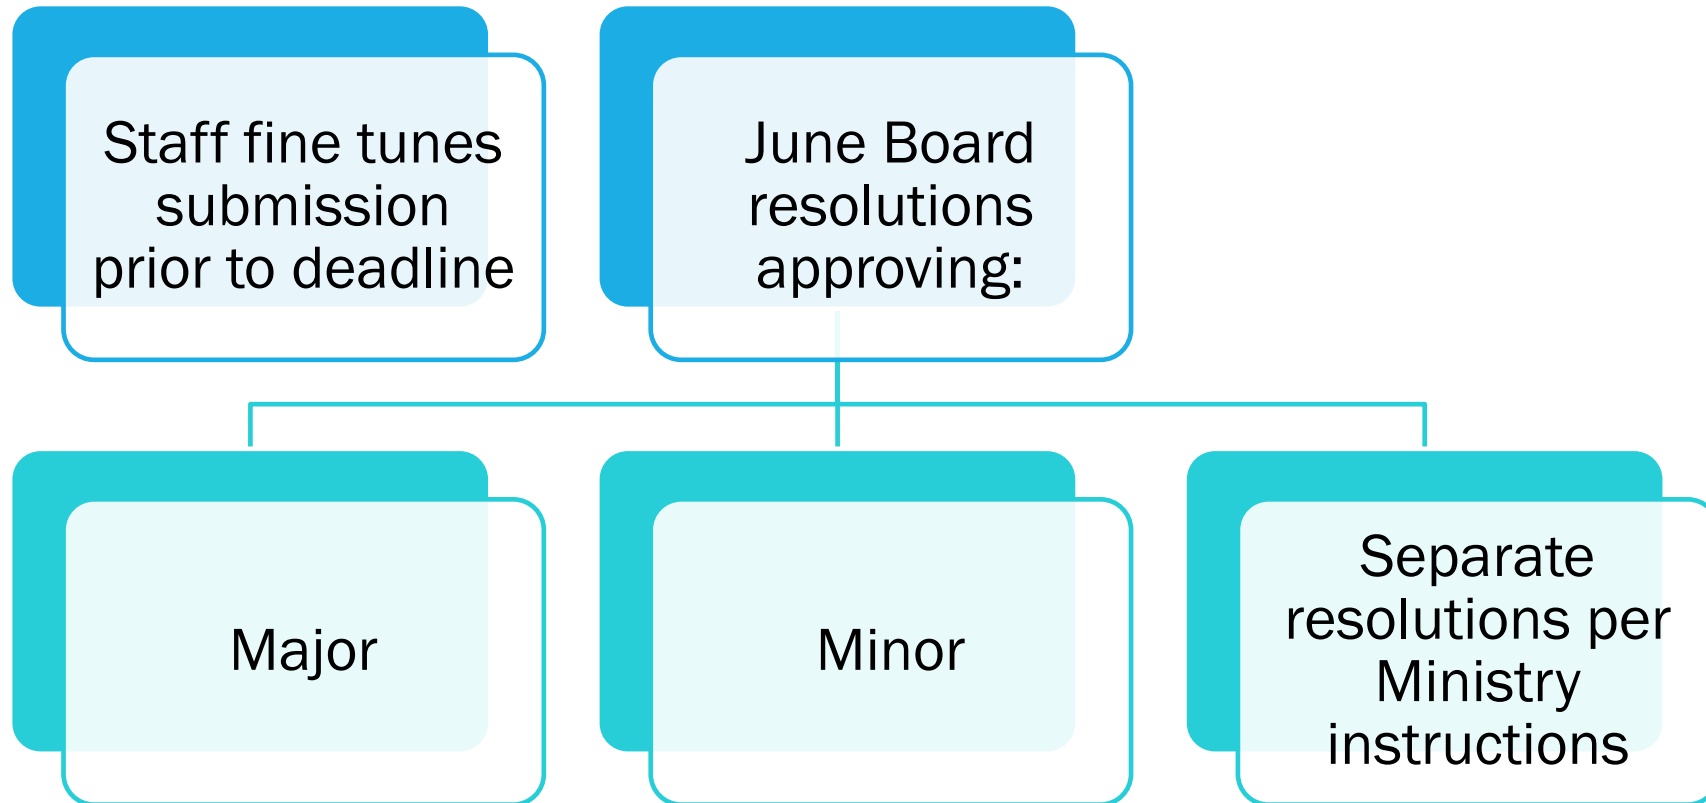 Staff fine tunes
submission
prior to deadline
June Board
resolutions
approving:
Major
Minor
Separate
resolutions per
Ministry
instructions